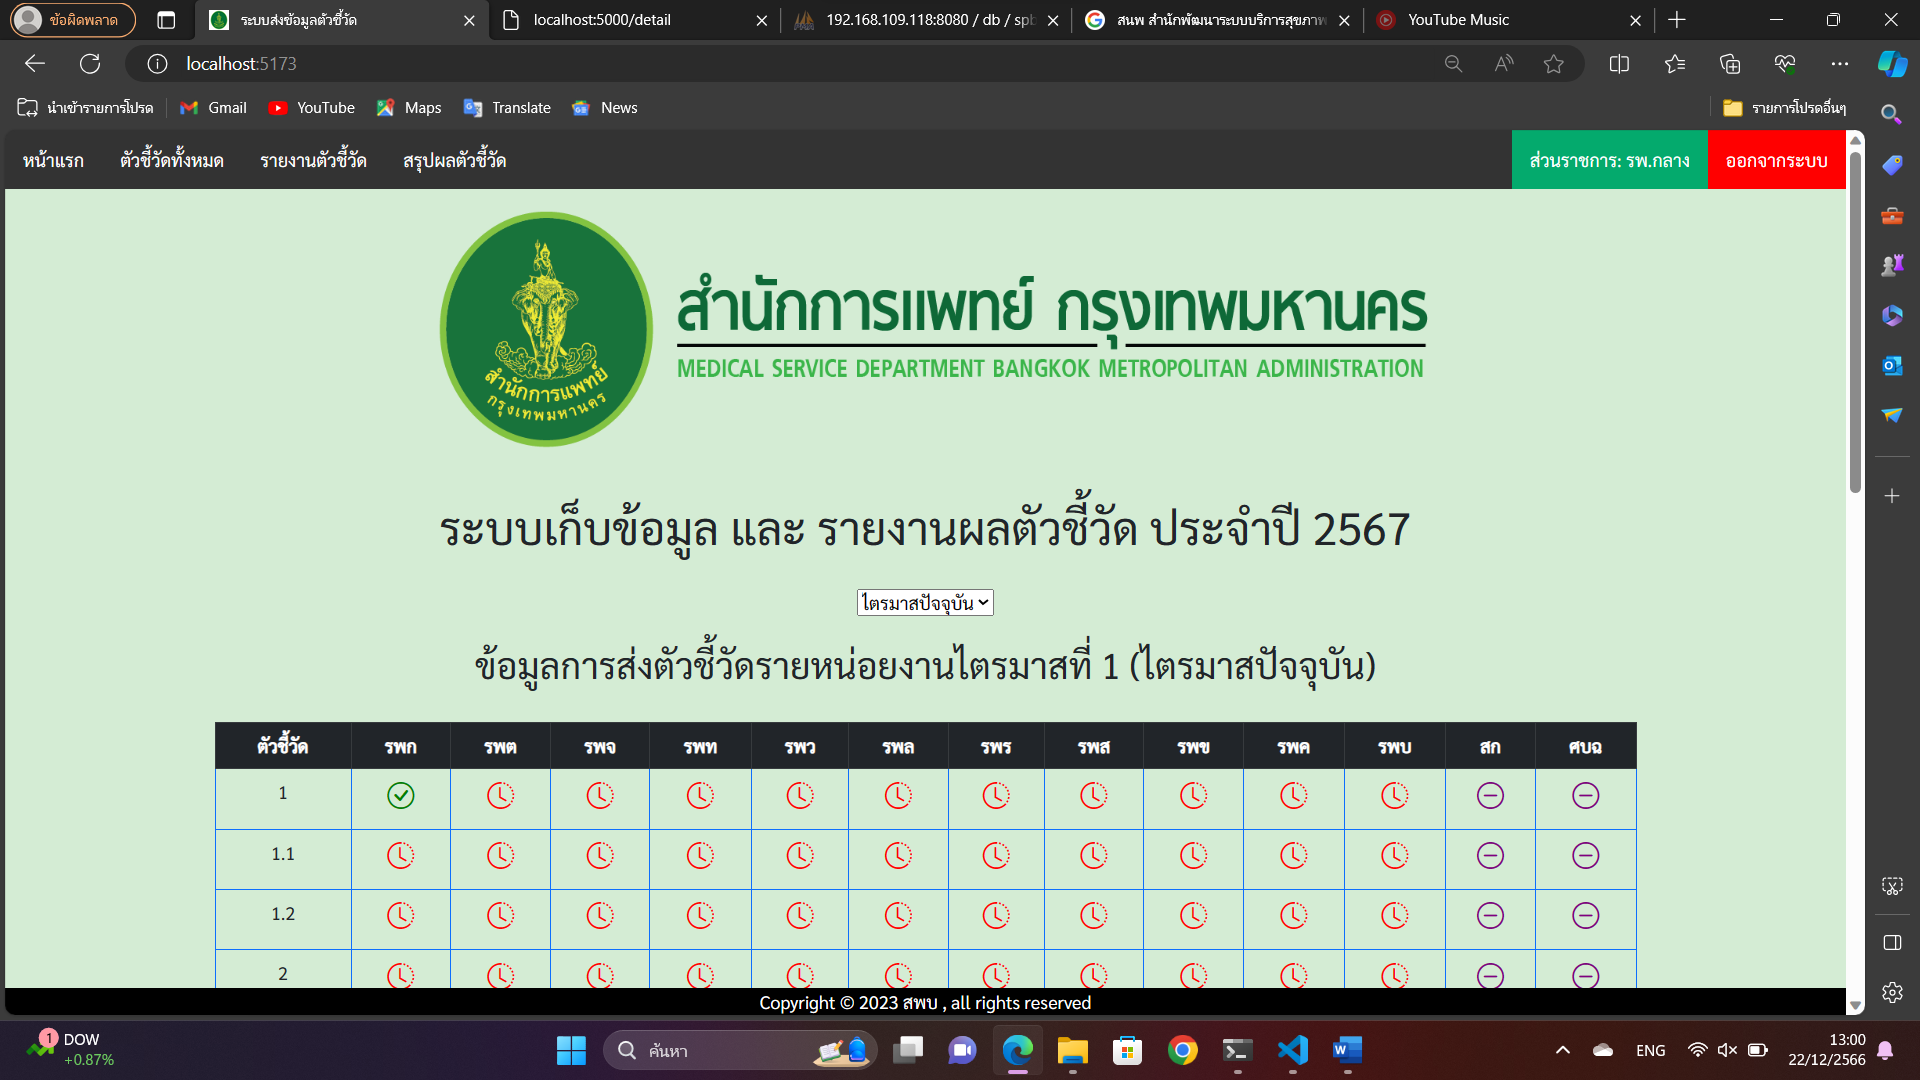 ข้อผิดพลาด
ระบบส่งข้อมูลตัวชี้วัด
localhost:5000/detail
192.168.109.118:8080 / db / spb
สนพ สำนักพัฒนาระบบบริการสุขภาพ
YouTube Music
localhost:5173
นำเข้ารายการโปรด
Gmail
YouTube
Maps
Translate
News
รายการโปรดอื่นๆ
หน้าแรก
ตัวชี้วัดทั้งหมด
รายงานตัวชี้วัด
สรุปผลตัวชี้วัด
ส่วนราชการ: รพ.กลาง
ออกจากระบบ
สำนักการแพทย์
กรุงเทพมหานคร
สำนักการแพทย์ กรุงเทพมหานคร
MEDICAL SERVICE DEPARTMENT BANGKOK METROPOLITAN ADMINISTRATION
ระบบเก็บข้อมูล และ รายงานผลตัวชี้วัด ประจำปี 2567
ไตรมาสปัจจุบัน
ข้อมูลการส่งตัวชี้วัดรายหน่อยงานไตรมาสที่ 1 (ไตรมาสปัจจุบัน)
ตัวชี้วัด รพก รพต รพจ รพท รพว รพล รพร รพส รพข รพค รพบ สก ศบฉ
1
1.1
1.2
2
Copyright © 2023 สพบ , all rights reserved
1
DOW
+0.87%
ค้นหา
ENG
13:00
22/12/2566